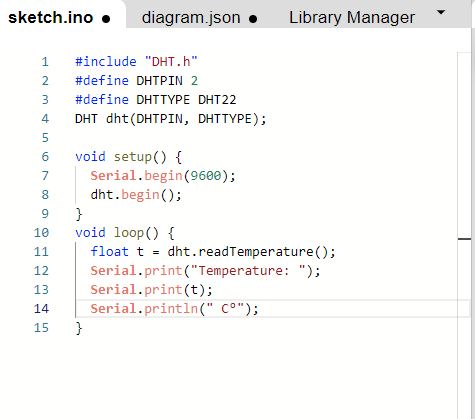 sketch.ino ● diagram.json ● Library Manager
1 #include "DHT.h"
2 #define DHTPIN 2
3 #define DHTTYPE DHT22
4 DHT dht(DHTPIN, DHTTYPE);
5
6 void setup() {
7 Serial.begin(9600);
8 dht.begin();
9 }
10 void loop() {
11 float t = dht.readTemperature();
12 Serial.print("Temperature: ");
13 Serial.print(t);
14 Serial.println(" C°");
15 }